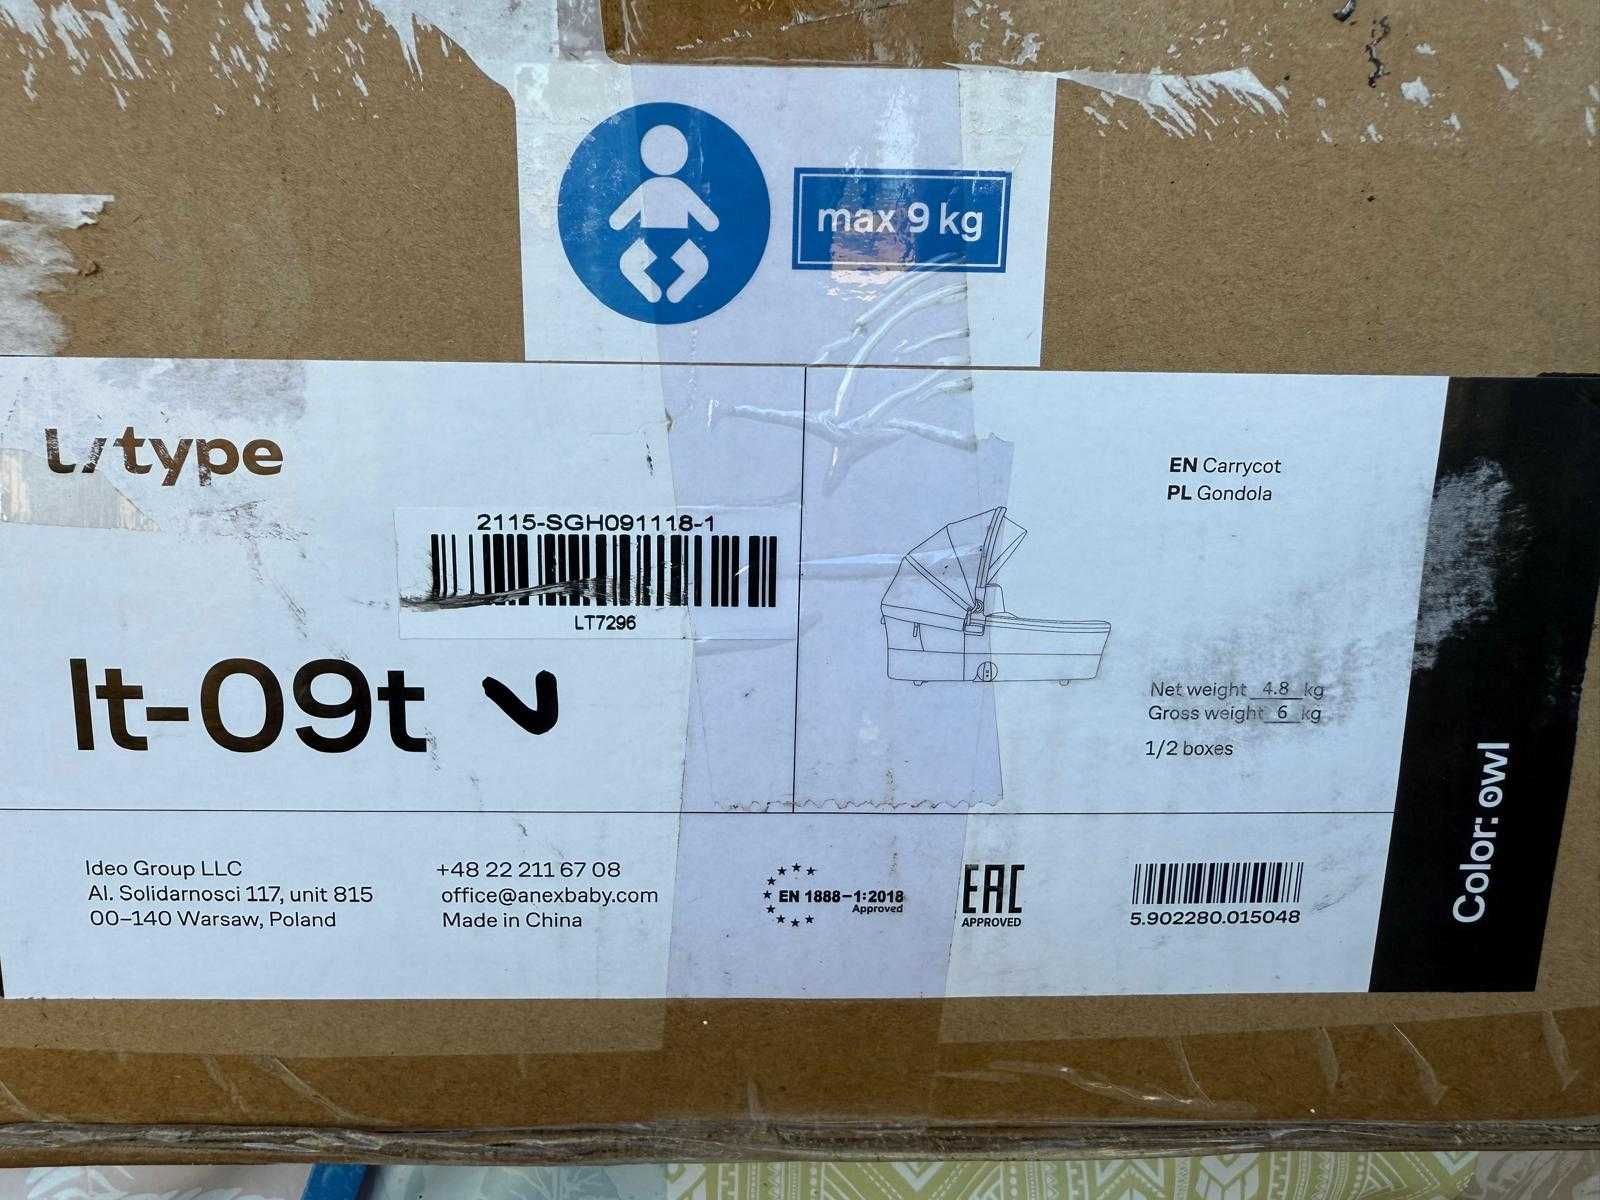 max 9 kg
l/type
EN Carrycot
PL Gondola
2115-SGH091118-1
LT7296
lt-09t
Net weight 4.8 kg
Gross weight 6 kg
1/2 boxes
Color: owl
Ideo Group LLC
Al. Solidarnosci 117, unit 815
00-140 Warsaw, Poland
+48 22 211 67 08
office@anexbaby.com
Made in China
EN 1888-1:2018
Approved
EAC
APPROVED
5.902280.015048